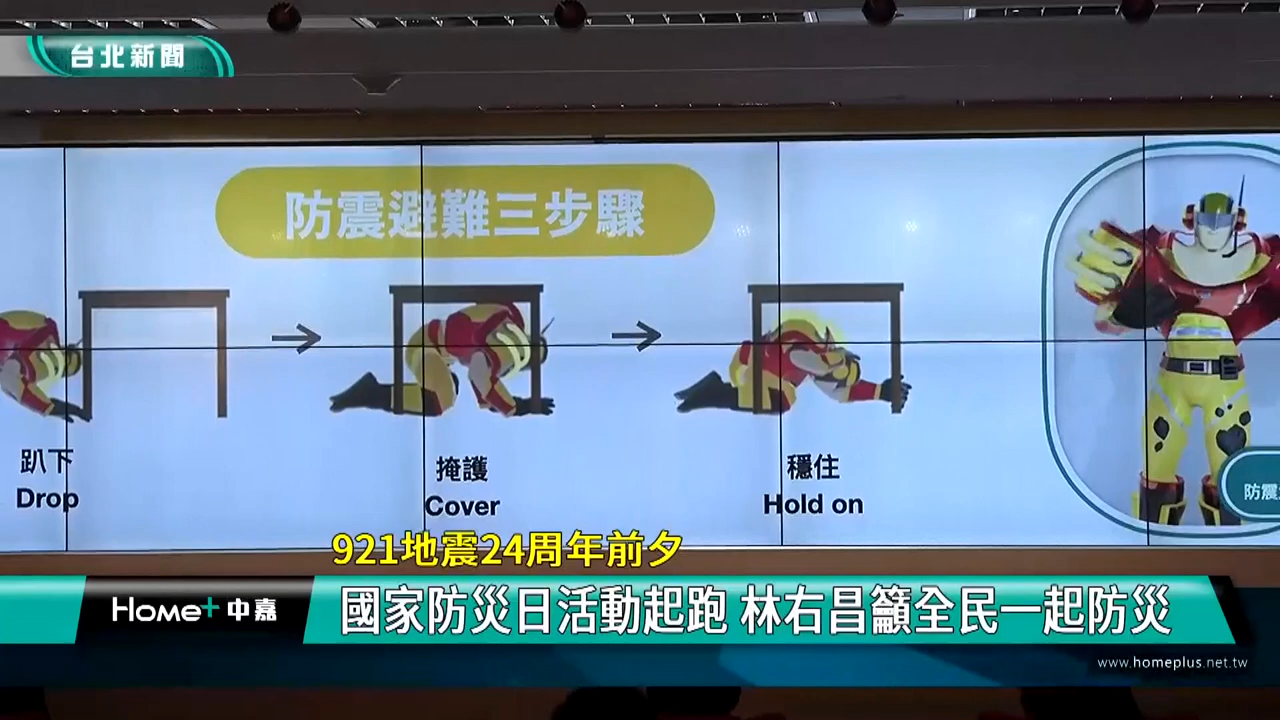 台北新聞
防震避難三步驟
趴下
Drop
掩護
Cover
穩住
Hold on
防震
921地震24周年前夕
Home+中嘉
國家防災日活動起跑 林右昌籲全民一起防災
www.homeplus.net.tw